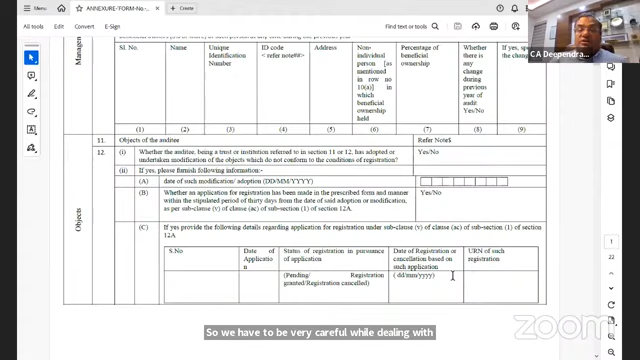 ANNEXURE-FORM-No.-...
Create
All tools
Edit
Convert
E-Sign
Find text or tools
CA Deependra...
Managem
Sl. No
Name
Unique Identification Number
ID code < refer note##>
Address
Non-individual person [as mentioned in row no 10(a)] in which beneficial ownership held
Percentage of beneficial ownership
Whether there is any change during previous year of audit Yes/No
If yes, spe the change
(1) (2) (3) (4) (5) (6) (7) (8) (9)
Objects
11. Objects of the auditee Refer Note$
12. (i) Whether the auditee, being a trust or institution referred to in section 11 or 12, has adopted or undertaken modification of the objects which do not conform to the conditions of registration? Yes/No
(ii) If yes, please furnish following information:-
(A) date of such modification/ adoption (DD/MM/YYYY)
(B) Whether an application for registration has been made in the prescribed form and manner within the stipulated period of thirty days from the date of said adoption or modification, as per sub-clause (v) of clause (ac) of sub-section (1) of section 12A. Yes/No
(C) If yes provide the following details regarding application for registration under sub-clause (v) of clause (ac) of sub-section (1) of section 12A
S.No
Date of Applicatio n
Status of registration in pursuance of application
Date of Registration or cancellation based on such application
URN of such registration
(Pending/ Registration granted/Registration cancelled)
( dd/mm/yyyy)
1
22
So we have to be very careful while dealing with
zoom